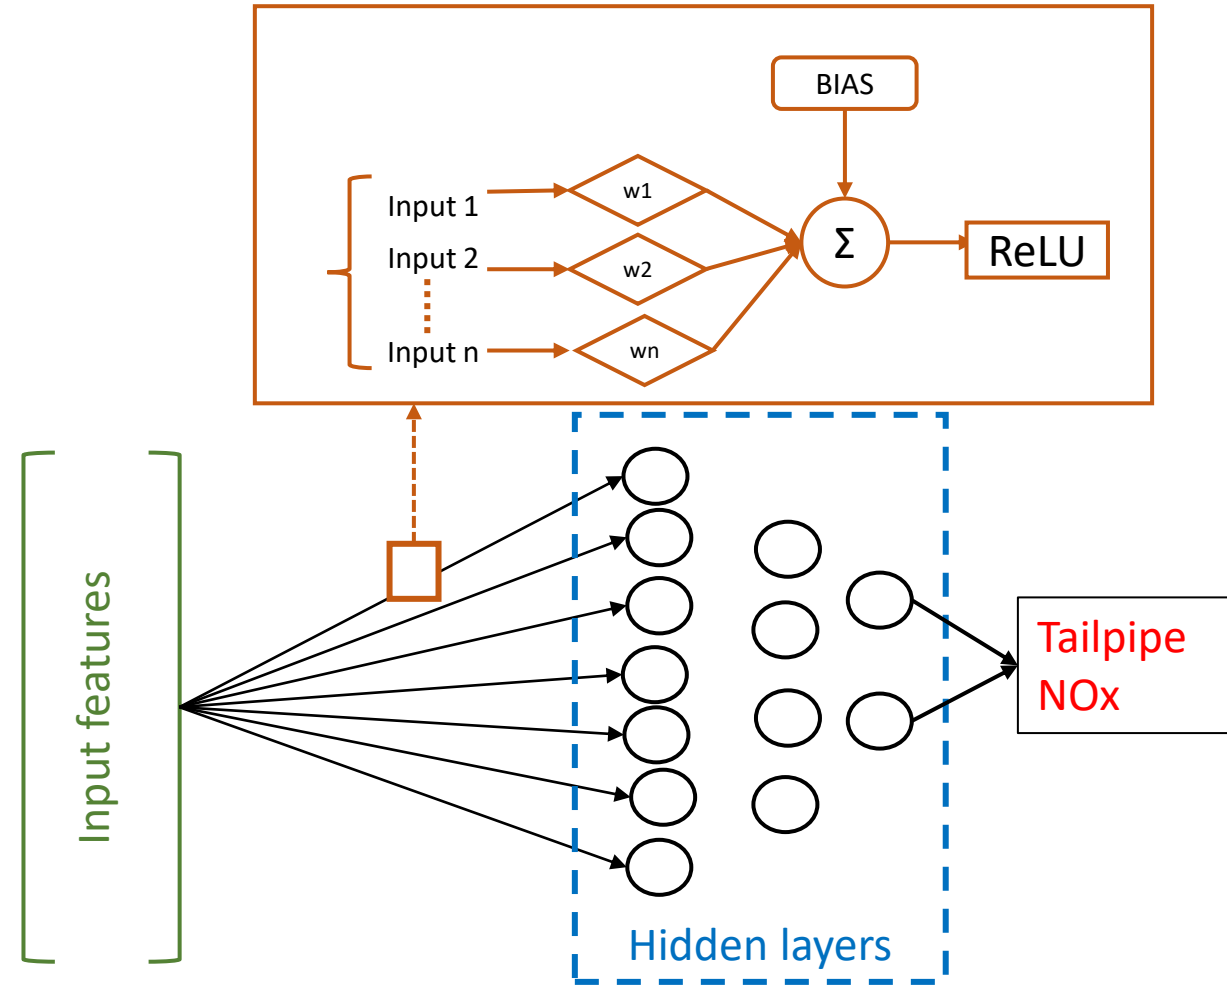 BIAS
Input 1
w1
Input 2
w2
Σ
ReLU
Input n
wn
Input features
Tailpipe
NOx
Hidden layers